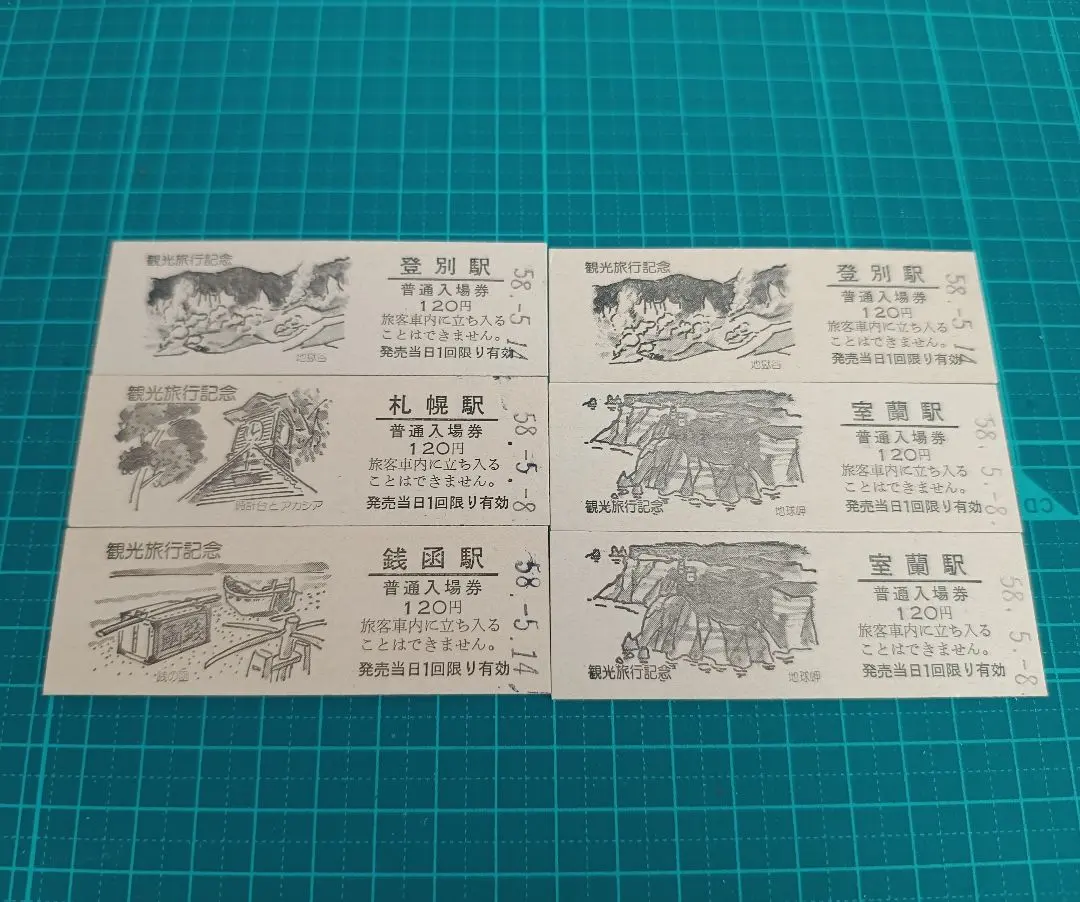 観光旅行記念
登別駅
普通入場券
120円
旅客車内に立ち入る
ことはできません。
発売当日1回限り有効
地獄谷
58.-5.14
観光旅行記念
登別駅
普通入場券
120円
旅客車内に立ち入る
ことはできません。
発売当日1回限り有効
地獄谷
58.-5.14
観光旅行記念
札幌駅
普通入場券
120円
旅客車内に立ち入る
ことはできません。
発売当日1回限り有効
時計台とアカシア
58.-5.-8
室蘭駅
普通入場券
120円
旅客車内に立ち入る
ことはできません。
発売当日1回限り有効
観光旅行記念
地球岬
58.5.-8.
観光旅行記念
銭函駅
普通入場券
120円
旅客車内に立ち入る
ことはできません。
発売当日1回限り有効
銭の函
58.-5.14.
室蘭駅
普通入場券
120円
旅客車内に立ち入る
ことはできません。
発売当日1回限り有効
観光旅行記念
地球岬
58.5.-8.